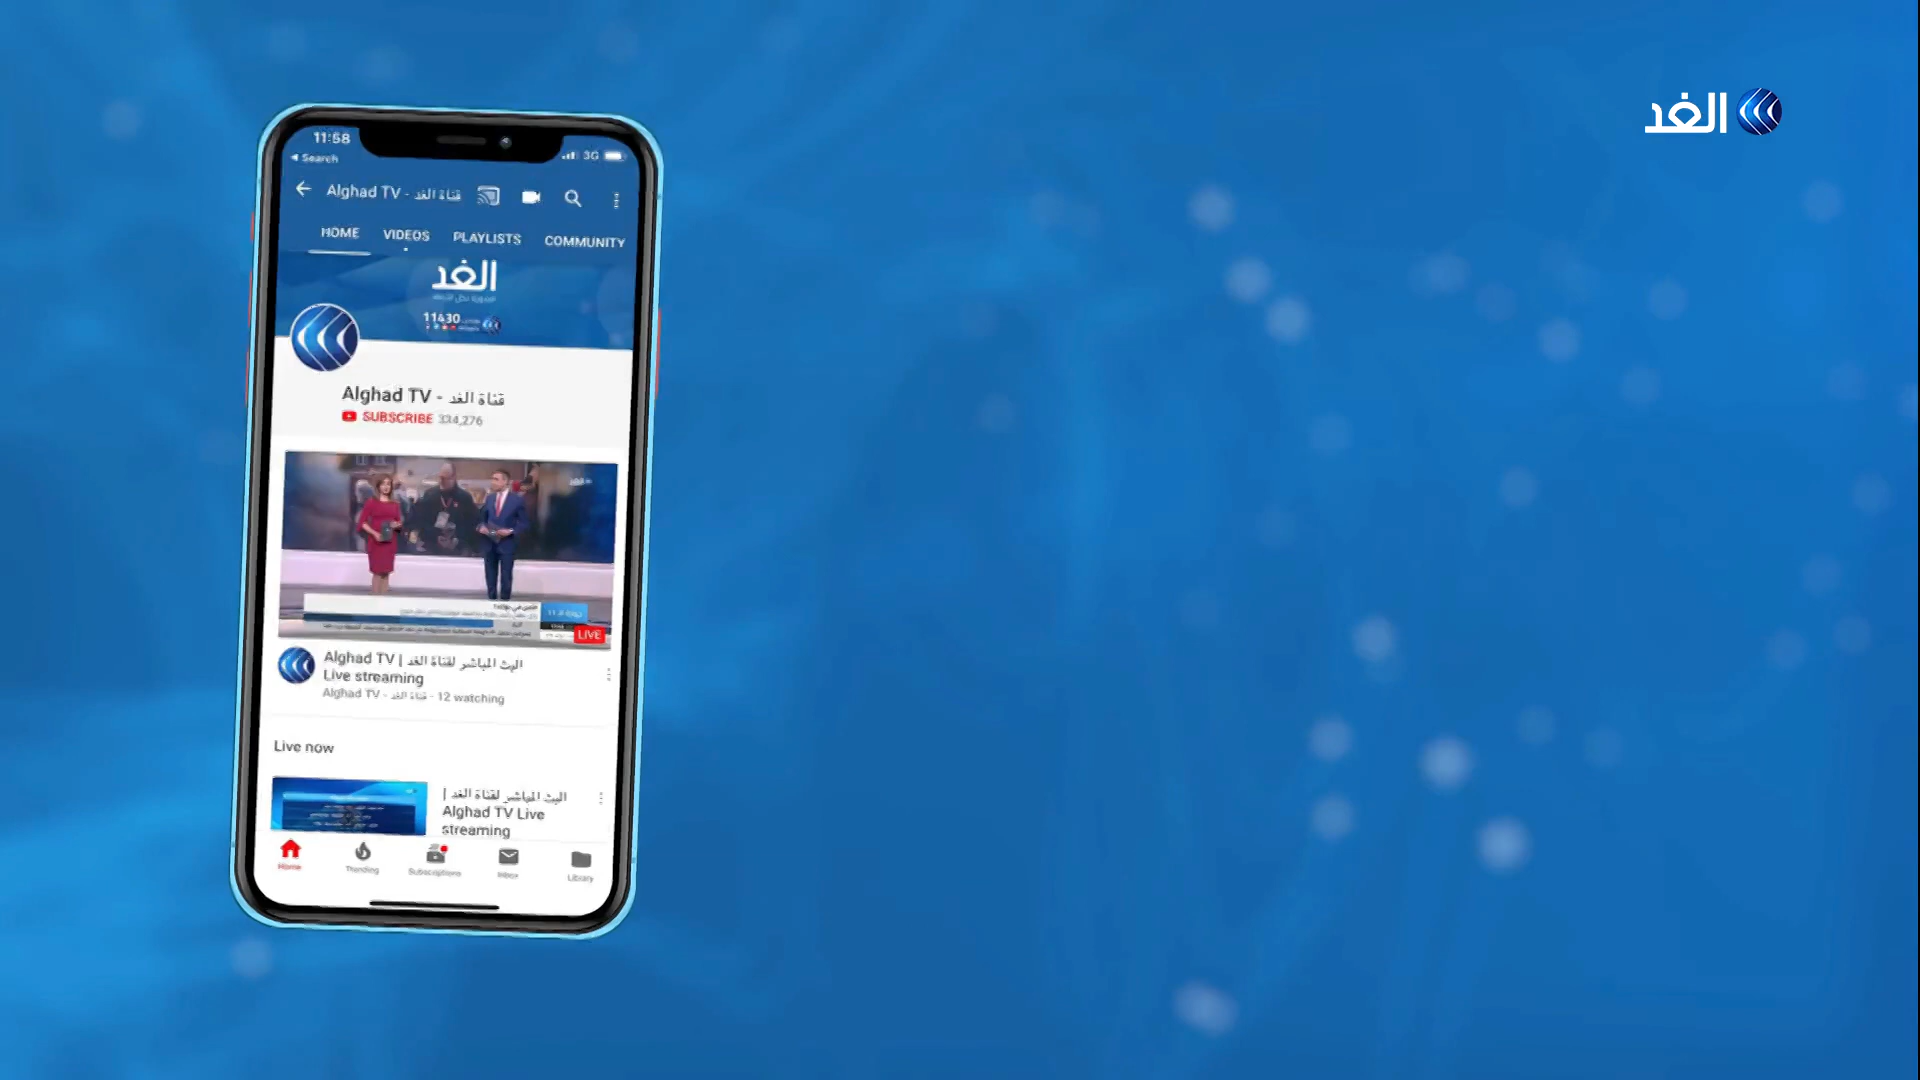 الغد
11:58
Search
3G
Alghad TV - قناة الغد
HOME VIDEOS PLAYLISTS COMMUNITY
الغد
11430
Alghad TV - قناة الغد
SUBSCRIBE 334,276
LIVE
Alghad TV | البث المباشر لقناة الغد
Live streaming
Alghad TV - قناة الغد - 12 watching
Live now
البث المباشر لقناة الغد |
Alghad TV Live
streaming
Home Trending Subscriptions Inbox Library